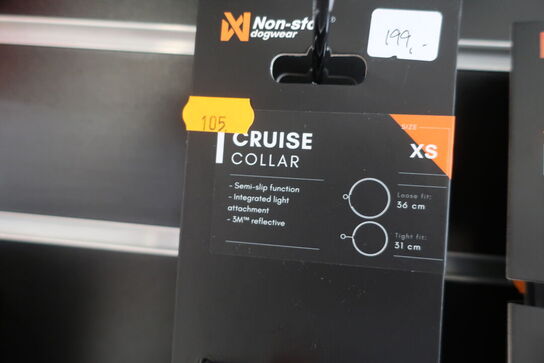 Non-sto ®
dogwear
199,-
105
CRUISE
COLLAR
SIZE
XS
- Semi-slip function
- Integrated light
attachment
- 3M™ reflective
Loose fit:
36 cm
Tight fit:
31 cm